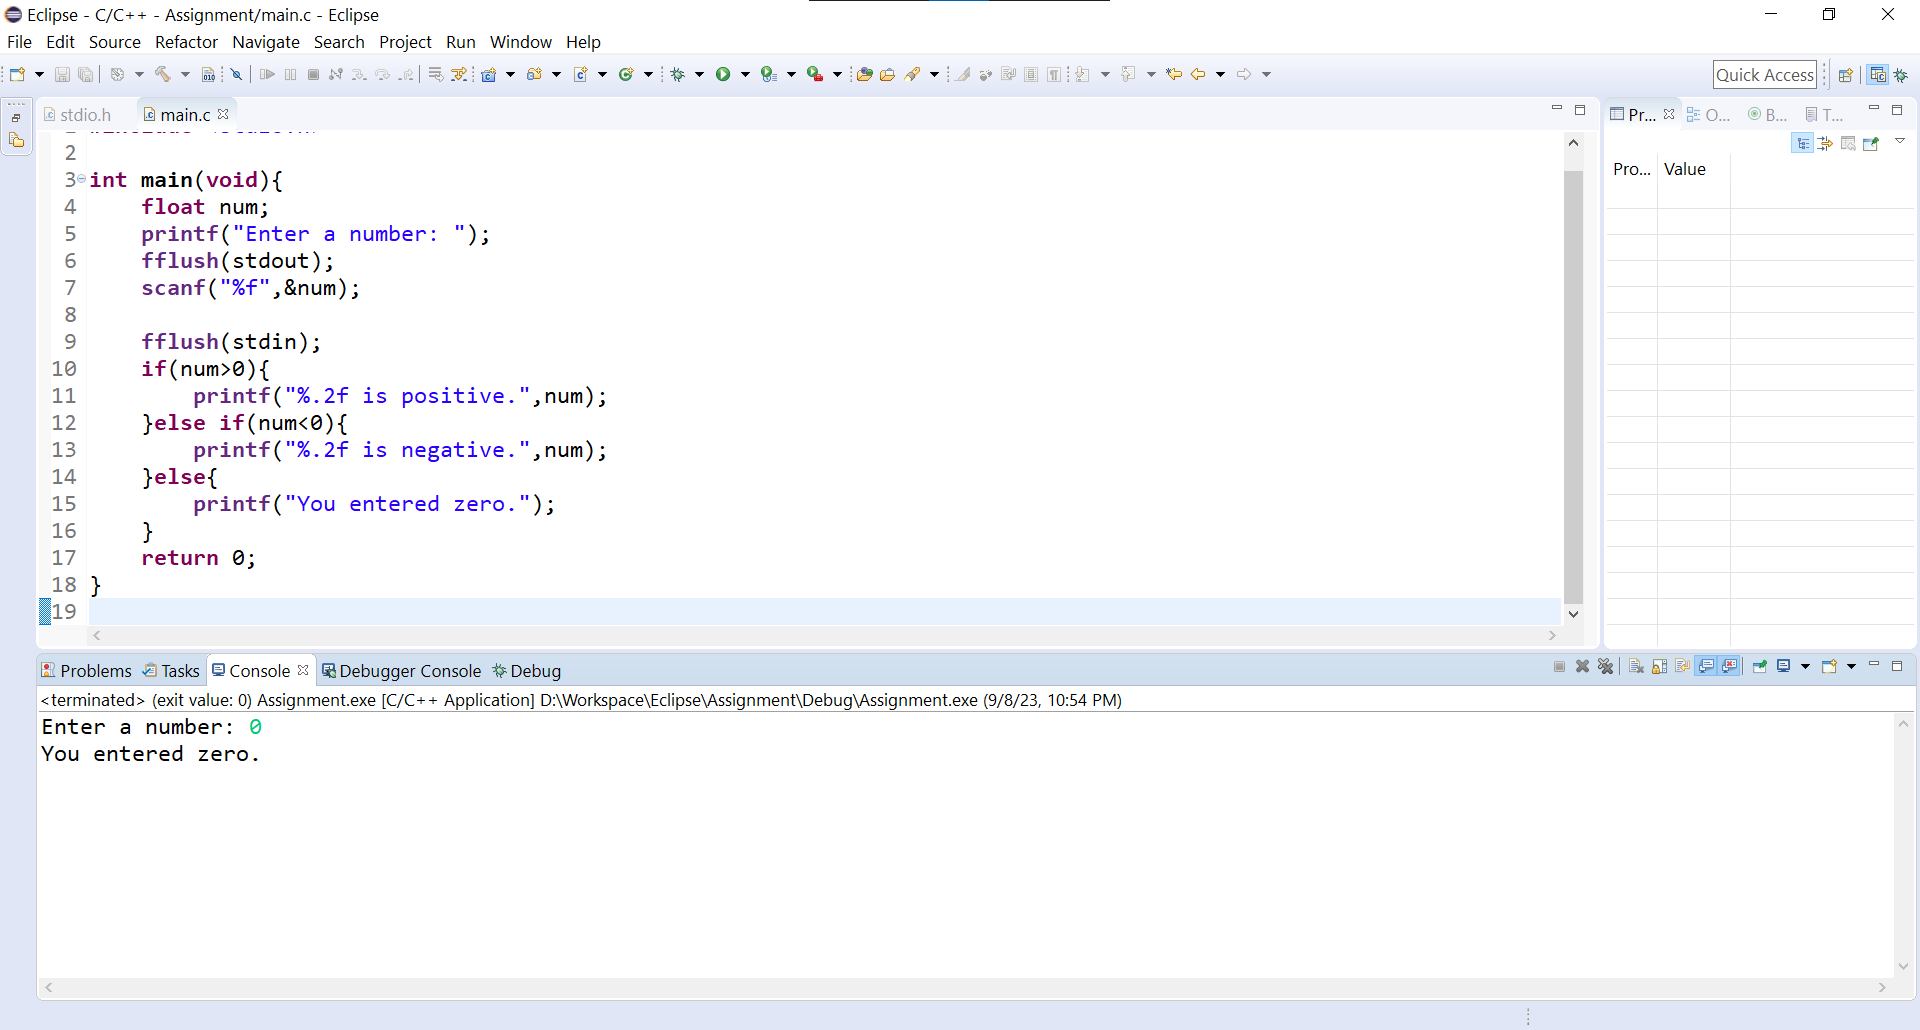 Eclipse - C/C++ - Assignment/main.c - Eclipse
File Edit Source Refactor Navigate Search Project Run Window Help
Quick Access
stdio.h main.c
Pr... O... B... T...
2
3 int main(void){
4 float num;
5 printf("Enter a number: ");
6 fflush(stdout);
7 scanf("%f",&num);
8
9 fflush(stdin);
10 if(num>0){
11 printf("%.2f is positive.",num);
12 }else if(num<0){
13 printf("%.2f is negative.",num);
14 }else{
15 printf("You entered zero.");
16 }
17 return 0;
18 }
19
Pro... Value
Problems Tasks Console Debugger Console Debug
<terminated> (exit value: 0) Assignment.exe [C/C++ Application] D:\Workspace\Eclipse\Assignment\Debug\Assignment.exe (9/8/23, 10:54 PM)
Enter a number: 0
You entered zero.